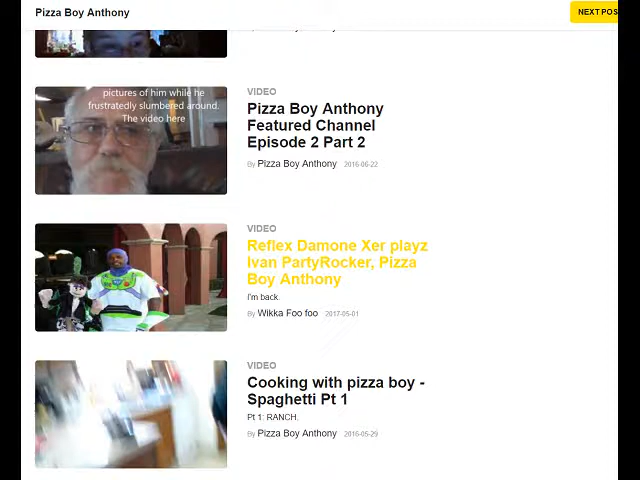 Pizza Boy Anthony
NEXT POS
VIDEO
pictures of him while he
frustratedly slumbered around.
The video here
Pizza Boy Anthony
Featured Channel
Episode 2 Part 2
By Pizza Boy Anthony 2016-06-22
VIDEO
Reflex Damone Xer playz
Ivan PartyRocker, Pizza
Boy Anthony
I'm back.
By Wikka Foo foo 2017-05-01
VIDEO
Cooking with pizza boy -
Spaghetti Pt 1
Pt 1: RANCH.
By Pizza Boy Anthony 2016-05-29